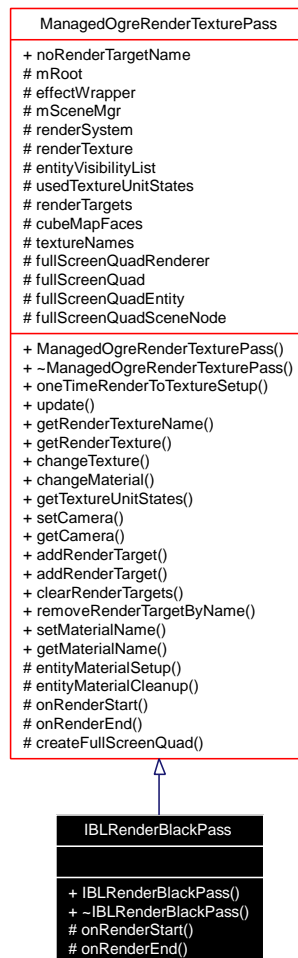 ManagedOgreRenderTexturePass
+ noRenderTargetName
# mRoot
# effectWrapper
# mSceneMgr
# renderSystem
# renderTexture
# entityVisibilityList
# usedTextureUnitStates
# renderTargets
# cubeMapFaces
# textureNames
# fullScreenQuadRenderer
# fullScreenQuad
# fullScreenQuadEntity
# fullScreenQuadSceneNode
+ ManagedOgreRenderTexturePass()
+ ~ManagedOgreRenderTexturePass()
+ oneTimeRenderToTextureSetup()
+ update()
+ getRenderTextureName()
+ getRenderTexture()
+ changeTexture()
+ changeMaterial()
+ getTextureUnitStates()
+ setCamera()
+ getCamera()
+ addRenderTarget()
+ addRenderTarget()
+ clearRenderTargets()
+ removeRenderTargetByName()
+ setMaterialName()
+ getMaterialName()
# entityMaterialSetup()
# entityMaterialCleanup()
# onRenderStart()
# onRenderEnd()
# createFullScreenQuad()
IBLRenderBlackPass
+ IBLRenderBlackPass()
+ ~IBLRenderBlackPass()
# onRenderStart()
# onRenderEnd()